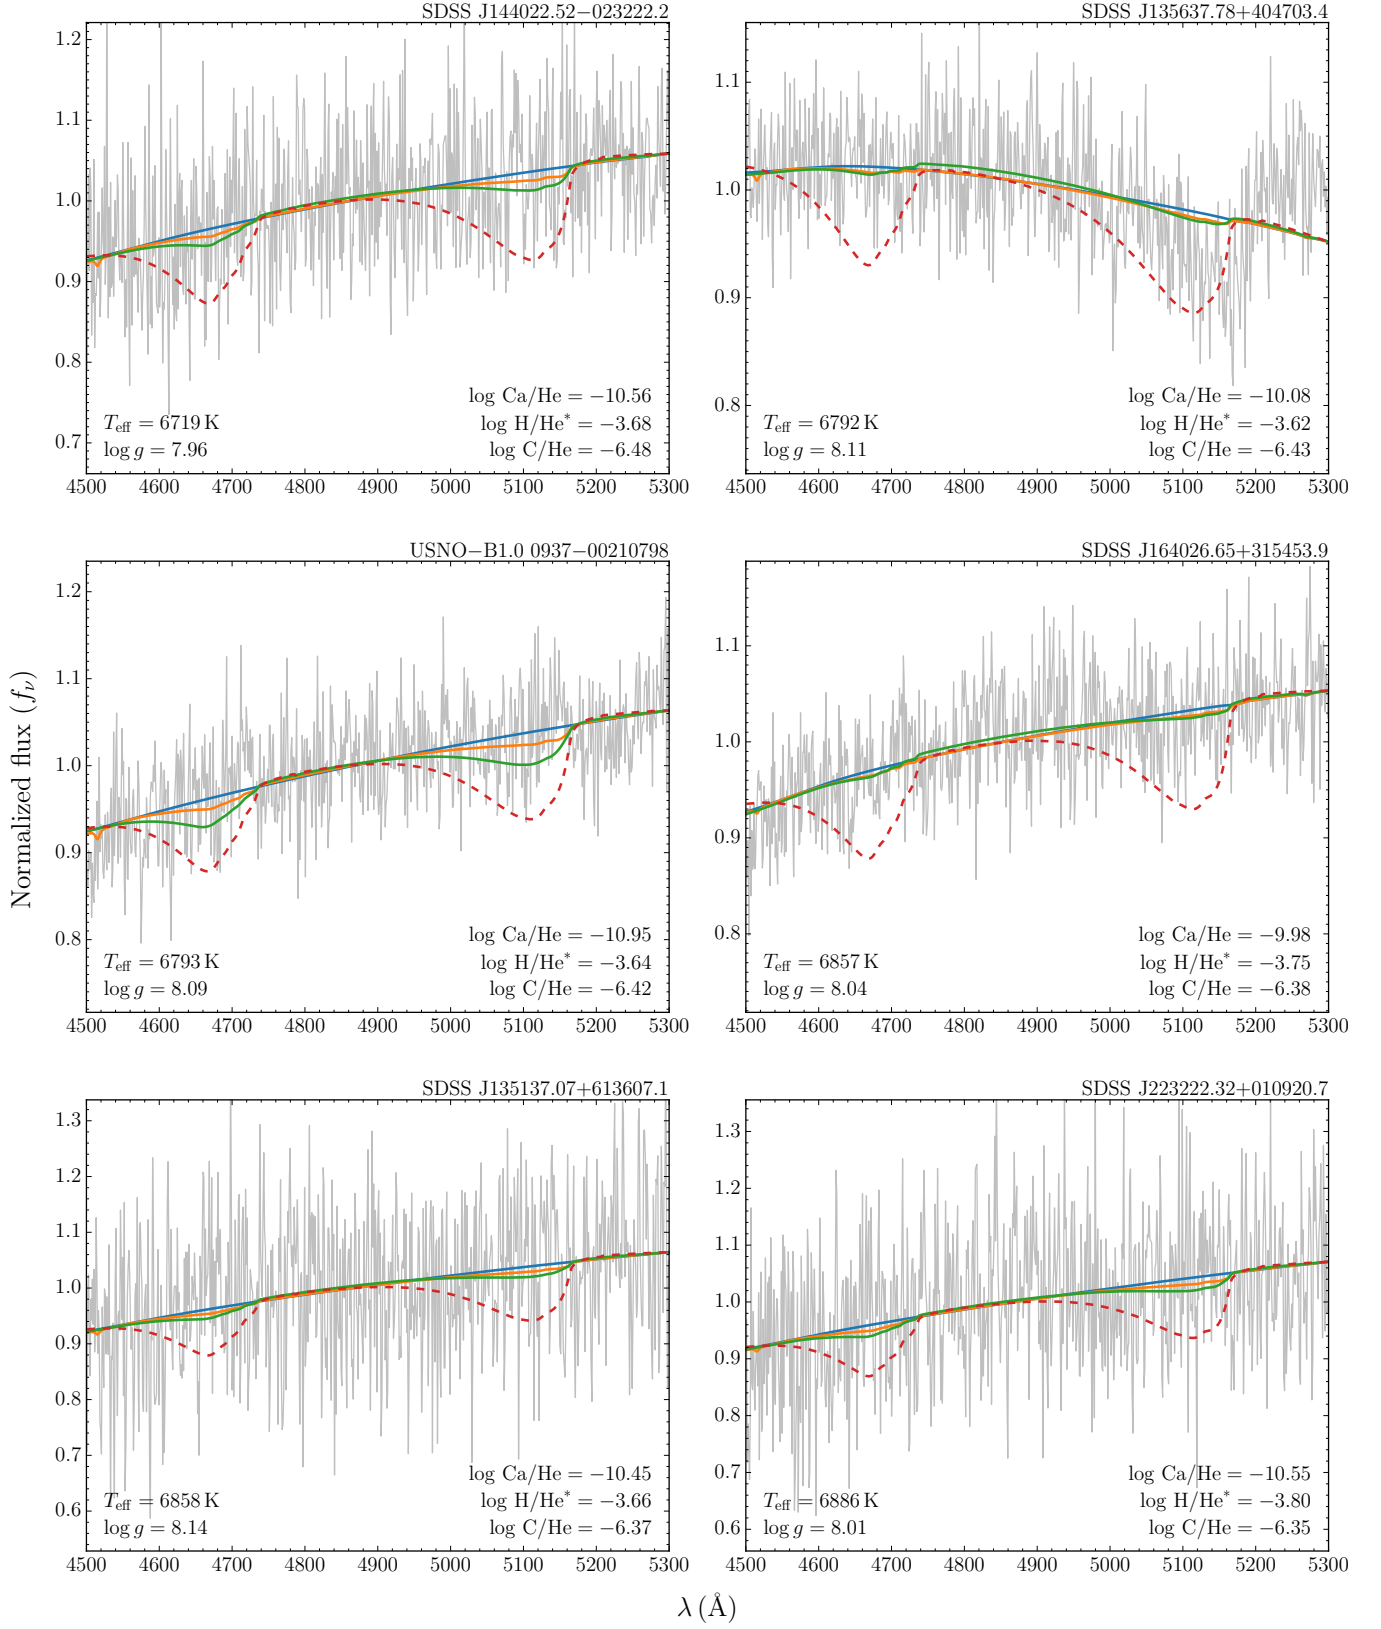 SDSS J144022.52−023222.2
1.2
1.1
1.0
0.9
0.8
0.7
log Ca/He = −10.56
T_eff = 6719 K
log H/He* = −3.68
log g = 7.96
log C/He = −6.48
4500 4600 4700 4800 4900 5000 5100 5200 5300
SDSS J135637.78+404703.4
1.1
1.0
0.9
0.8
log Ca/He = −10.08
T_eff = 6792 K
log H/He* = −3.62
log g = 8.11
log C/He = −6.43
4500 4600 4700 4800 4900 5000 5100 5200 5300
USNO−B1.0 0937−00210798
1.2
1.1
1.0
0.9
0.8
log Ca/He = −10.95
T_eff = 6793 K
log H/He* = −3.64
log g = 8.09
log C/He = −6.42
4500 4600 4700 4800 4900 5000 5100 5200 5300
SDSS J164026.65+315453.9
1.1
1.0
0.9
0.8
log Ca/He = −9.98
T_eff = 6857 K
log H/He* = −3.75
log g = 8.04
log C/He = −6.38
4500 4600 4700 4800 4900 5000 5100 5200 5300
Normalized flux (f_ν)
SDSS J135137.07+613607.1
1.3
1.2
1.1
1.0
0.9
0.8
0.7
0.6
log Ca/He = −10.45
T_eff = 6858 K
log H/He* = −3.66
log g = 8.14
log C/He = −6.37
4500 4600 4700 4800 4900 5000 5100 5200 5300
SDSS J223222.32+010920.7
1.3
1.2
1.1
1.0
0.9
0.8
0.7
0.6
log Ca/He = −10.55
T_eff = 6886 K
log H/He* = −3.80
log g = 8.01
log C/He = −6.35
4500 4600 4700 4800 4900 5000 5100 5200 5300
λ (Å)